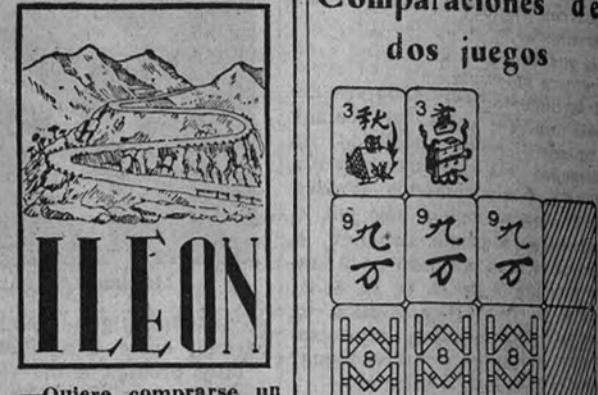 ILEON
—Quiere comprarse un
Comparaciones de
dos juegos
3 秋 3
9 九万 9 九万 9 九万
8 8 8